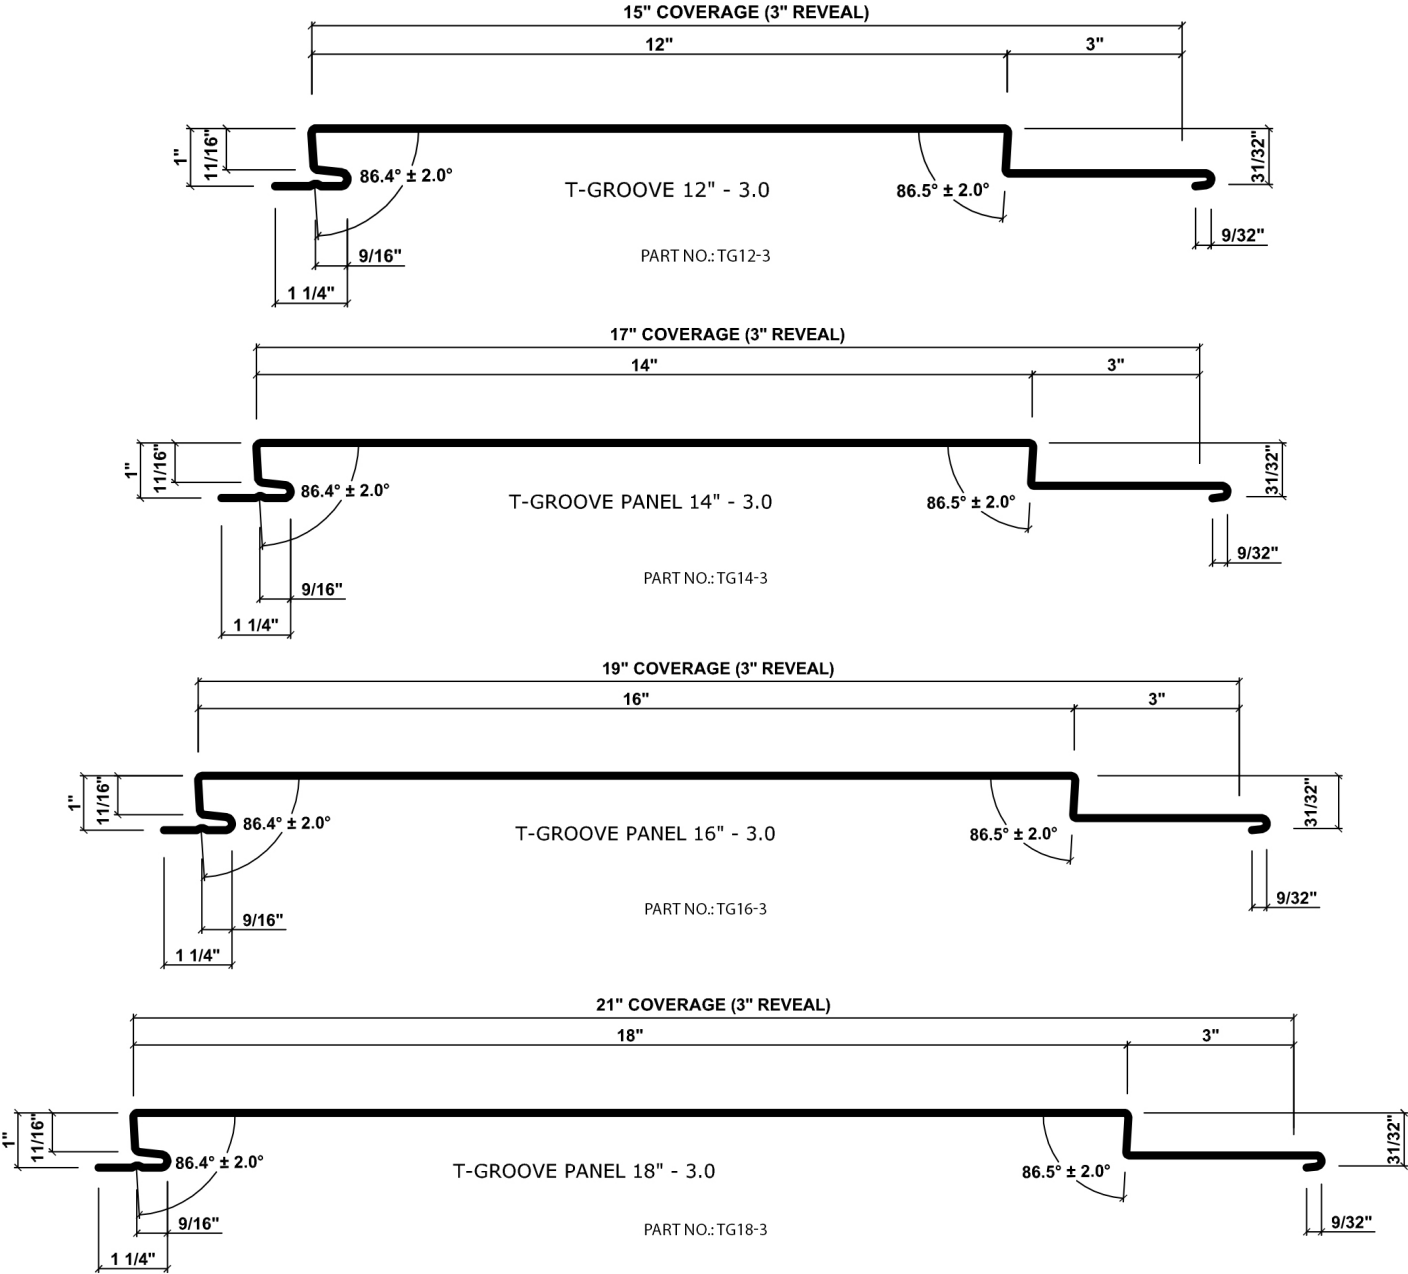 15" COVERAGE (3" REVEAL)
12"
3"
1"
11/16"
86.4° ± 2.0°
T-GROOVE 12" - 3.0
86.5° ± 2.0°
31/32"
9/32"
PART NO.: TG12-3
9/16"
1 1/4"
17" COVERAGE (3" REVEAL)
14"
3"
1"
11/16"
86.4° ± 2.0°
T-GROOVE PANEL 14" - 3.0
86.5° ± 2.0°
31/32"
9/32"
PART NO.: TG14-3
9/16"
1 1/4"
19" COVERAGE (3" REVEAL)
16"
3"
1"
11/16"
86.4° ± 2.0°
T-GROOVE PANEL 16" - 3.0
86.5° ± 2.0°
31/32"
9/32"
PART NO.: TG16-3
9/16"
1 1/4"
21" COVERAGE (3" REVEAL)
18"
3"
1"
11/16"
86.4° ± 2.0°
T-GROOVE PANEL 18" - 3.0
86.5° ± 2.0°
31/32"
9/32"
PART NO.: TG18-3
9/16"
1 1/4"